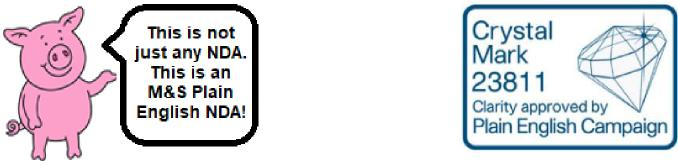 This is not
just any NDA.
This is an
M&S Plain
English NDA!
Crystal
Mark
23811
Clarity approved by
Plain English Campaign